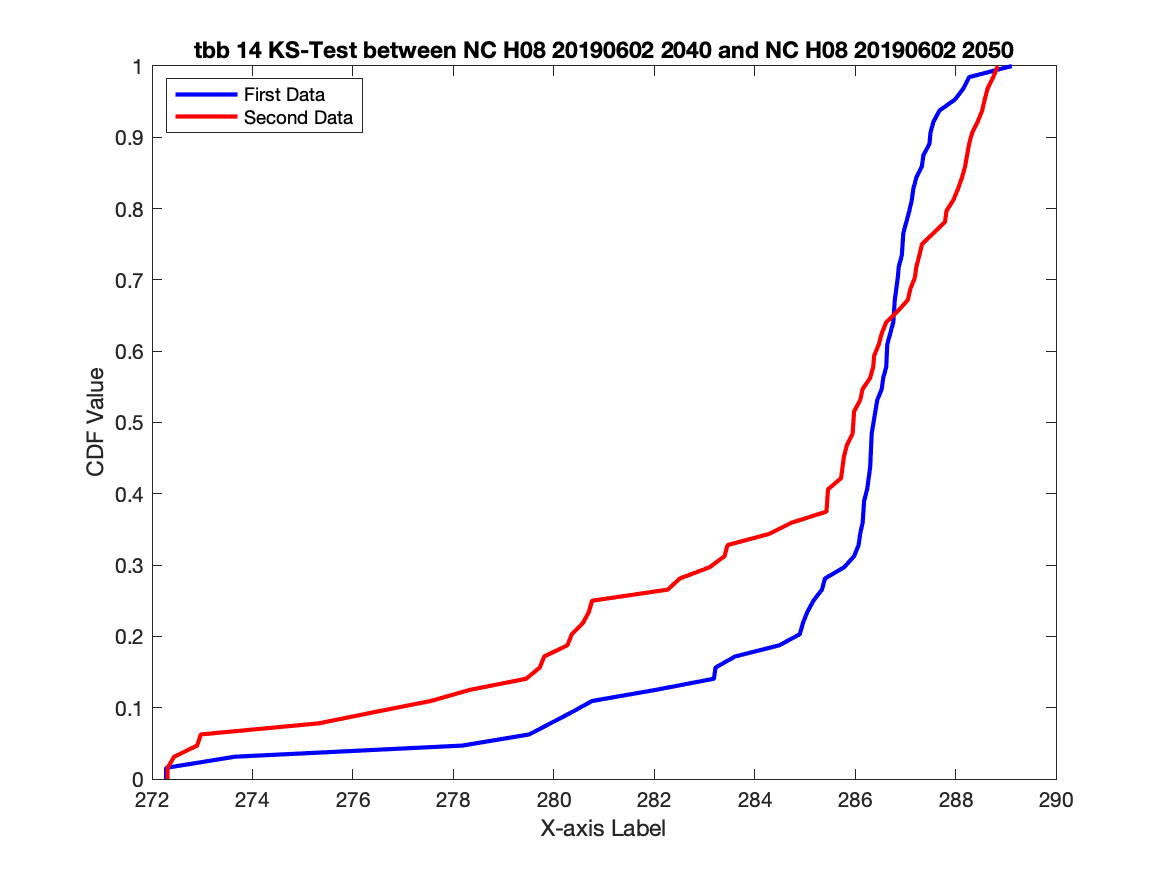 tbb 14 KS-Test between NC H08 20190602 2040 and NC H08 20190602 2050
First Data
Second Data
1
0.9
0.8
0.7
0.6
0.5
0.4
0.3
0.2
0.1
0
CDF Value
272 274 276 278 280 282 284 286 288 290
X-axis Label